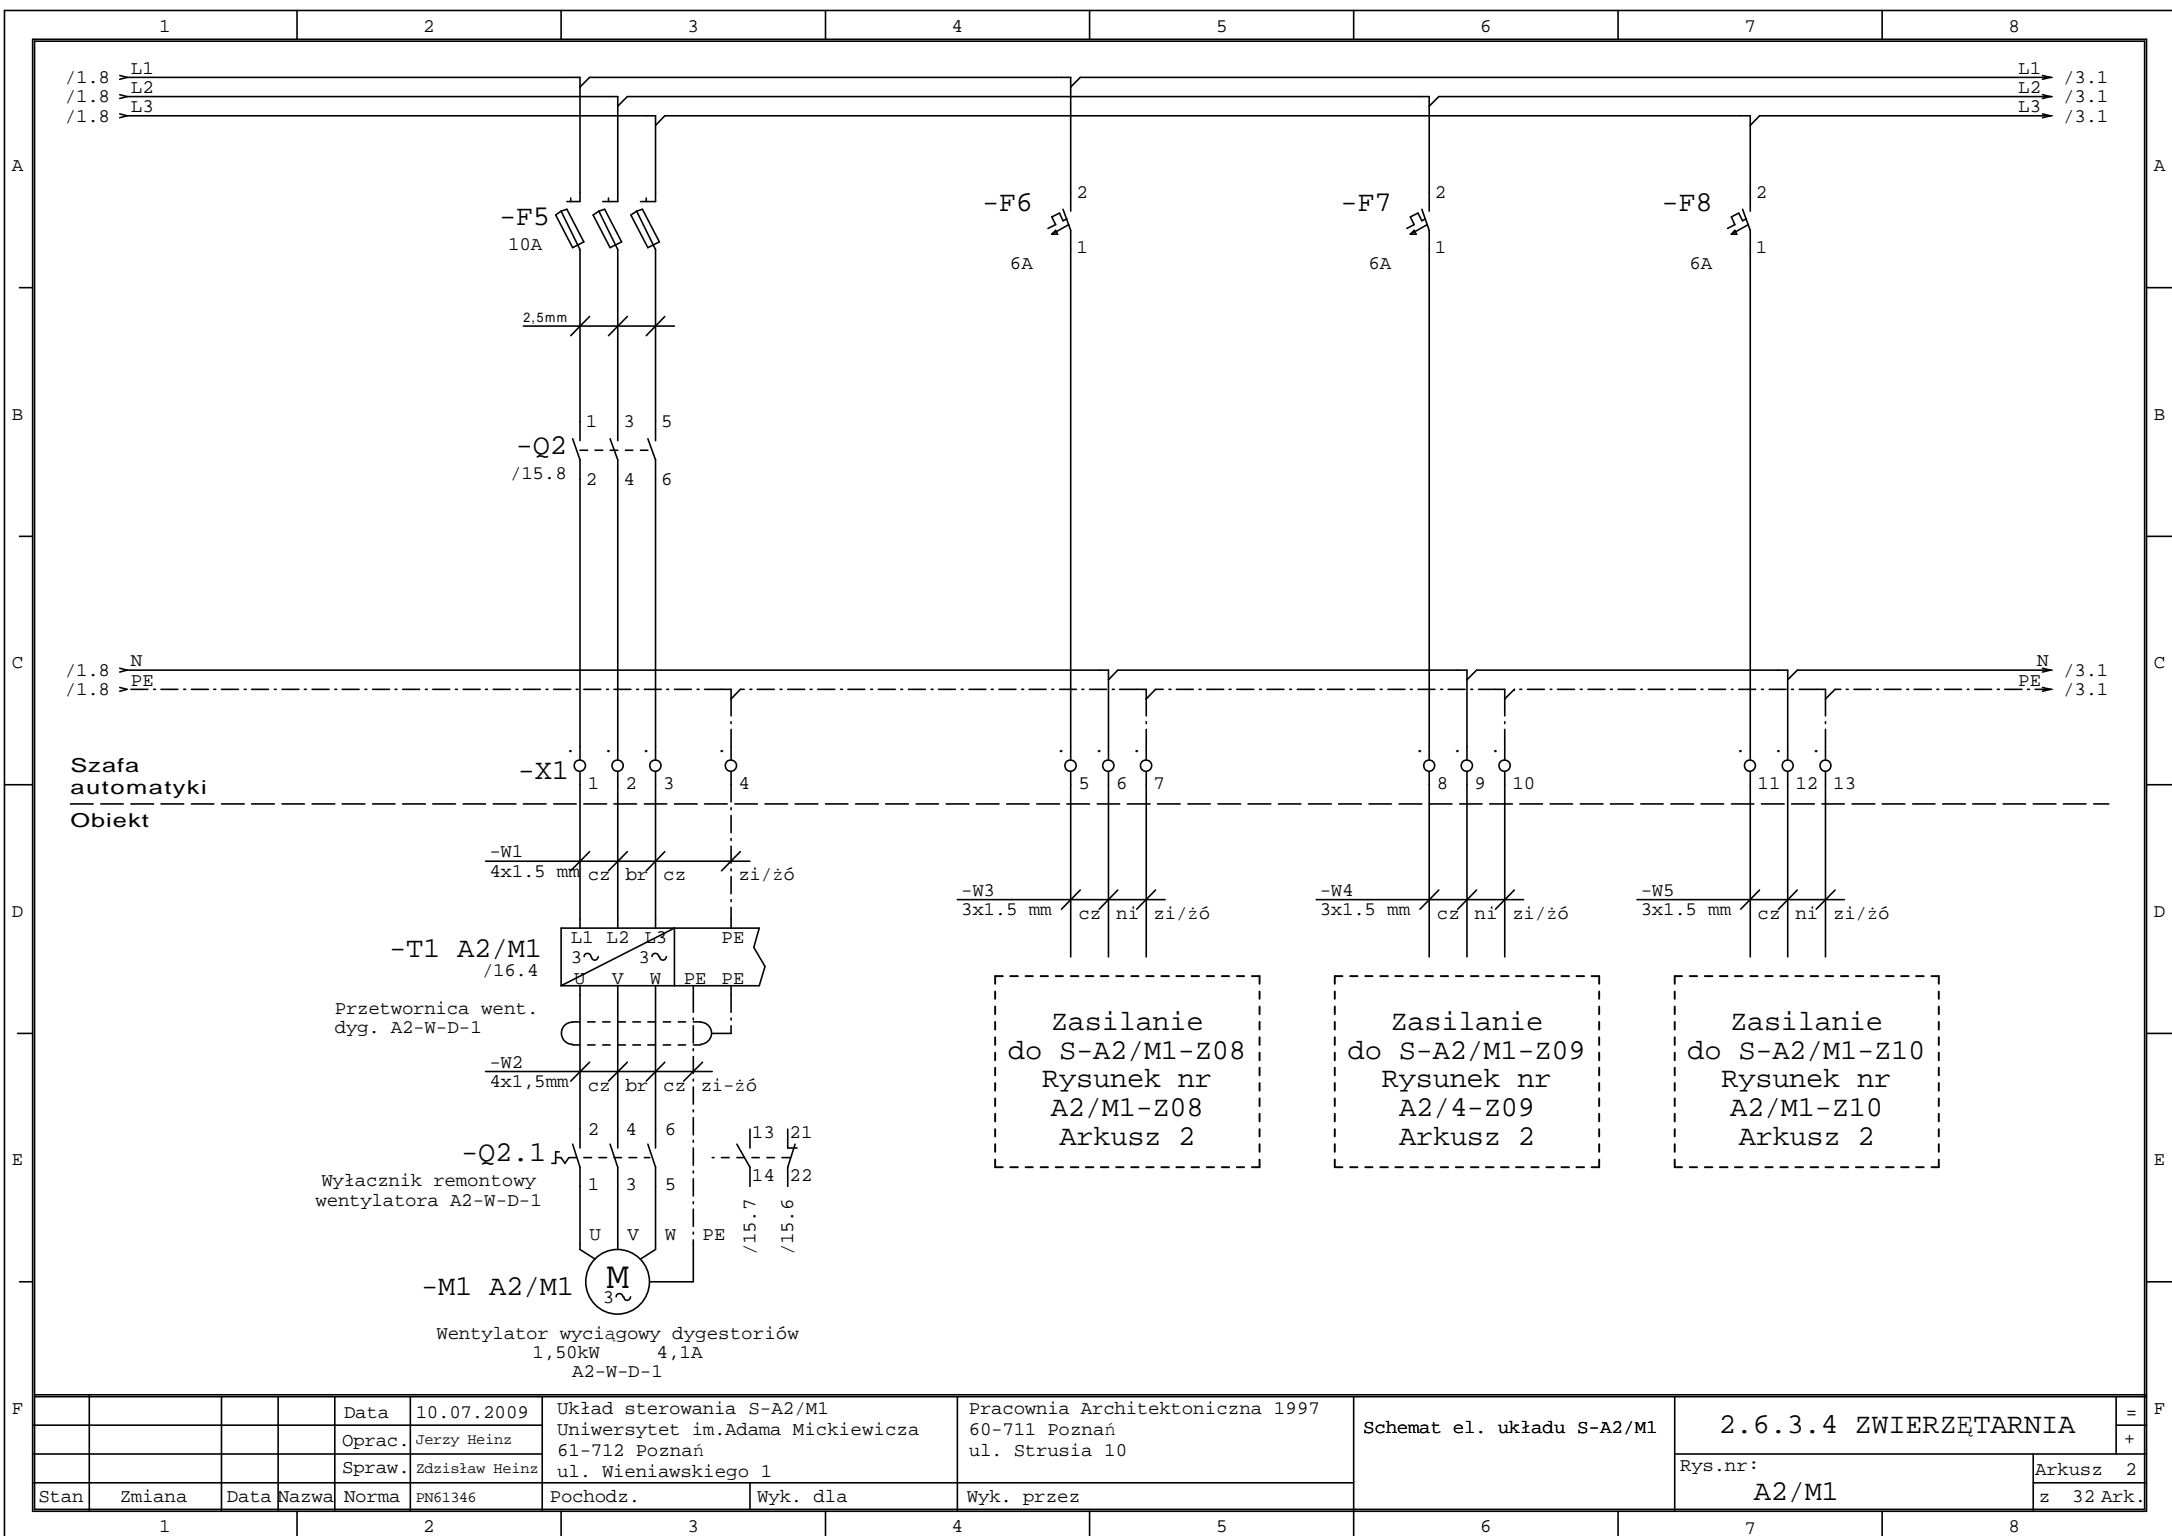 1 2 3 4 5 6 7 8
/1.8 L1 L1 /3.1
/1.8 L2 L2 /3.1
/1.8 L3 L3 /3.1
A A
-F5
10A
-F6 2
1
6A
-F7 2
1
6A
-F8 2
1
6A
2,5mm
B B
1 3 5
-Q2
/15.8 2 4 6
C C
/1.8 N N /3.1
/1.8 PE PE /3.1
Szafa
automatyki
-X1 1 2 3 4 5 6 7 8 9 10 11 12 13
Obiekt
-W1
4x1.5 mm cz br cz zi/żó
D D
-W3
3x1.5 mm cz ni zi/żó
-W4
3x1.5 mm cz ni zi/żó
-W5
3x1.5 mm cz ni zi/żó
-T1 A2/M1
/16.4
L1 L2 L3 PE
3~ 3~
U V W PE PE
Przetwornica went.
dyg. A2-W-D-1
-W2
4x1,5mm cz br cz zi-żó
Zasilanie
do S-A2/M1-Z08
Rysunek nr
A2/M1-Z08
Arkusz 2
Zasilanie
do S-A2/M1-Z09
Rysunek nr
A2/4-Z09
Arkusz 2
Zasilanie
do S-A2/M1-Z10
Rysunek nr
A2/M1-Z10
Arkusz 2
E E
2 4 6 13 21
-Q2.1
14 22
Wyłacznik remontowy
wentylatora A2-W-D-1
1 3 5
/15.7 /15.6
U V W PE
-M1 A2/M1
M
3~
Wentylator wyciągowy dygestoriów
1,50kW 4,1A
A2-W-D-1
F F
Data 10.07.2009
Oprac. Jerzy Heinz
Spraw. Zdzisław Heinz
Stan Zmiana Data Nazwa Norma PN61346
Układ sterowania S-A2/M1
Uniwersytet im.Adama Mickiewicza
61-712 Poznań
ul. Wieniawskiego 1
Pochodz. Wyk. dla
Pracownia Architektoniczna 1997
60-711 Poznań
ul. Strusia 10
Wyk. przez
Schemat el. układu S-A2/M1
2.6.3.4 ZWIERZĘTARNIA
=
+
Rys.nr:
A2/M1
Arkusz 2
z 32 Ark.
1 2 3 4 5 6 7 8